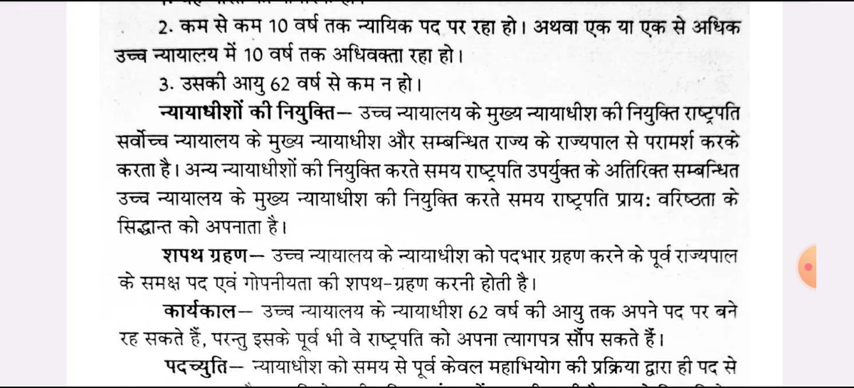 2. कम से कम 10 वर्ष तक न्यायिक पद पर रहा हो। अथवा एक या एक से अधिक
उच्च न्यायालय में 10 वर्ष तक अधिवक्ता रहा हो।
3. उसकी आयु 62 वर्ष से कम न हो।
न्यायाधीशों की नियुक्ति— उच्च न्यायालय के मुख्य न्यायाधीश की नियुक्ति राष्ट्रपति
सर्वोच्च न्यायालय के मुख्य न्यायाधीश और सम्बन्धित राज्य के राज्यपाल से परामर्श करके
करता है। अन्य न्यायाधीशों की नियुक्ति करते समय राष्ट्रपति उपर्युक्त के अतिरिक्त सम्बन्धित
उच्च न्यायालय के मुख्य न्यायाधीश की नियुक्ति करते समय राष्ट्रपति प्राय: वरिष्ठता के
सिद्धान्त को अपनाता है।
शपथ ग्रहण— उच्च न्यायालय के न्यायाधीश को पदभार ग्रहण करने के पूर्व राज्यपाल
के समक्ष पद एवं गोपनीयता की शपथ-ग्रहण करनी होती है।
कार्यकाल— उच्च न्यायालय के न्यायाधीश 62 वर्ष की आयु तक अपने पद पर बने
रह सकते हैं, परन्तु इसके पूर्व भी वे राष्ट्रपति को अपना त्यागपत्र सौंप सकते हैं।
पदच्युति— न्यायाधीश को समय से पूर्व केवल महाभियोग की प्रक्रिया द्वारा ही पद से